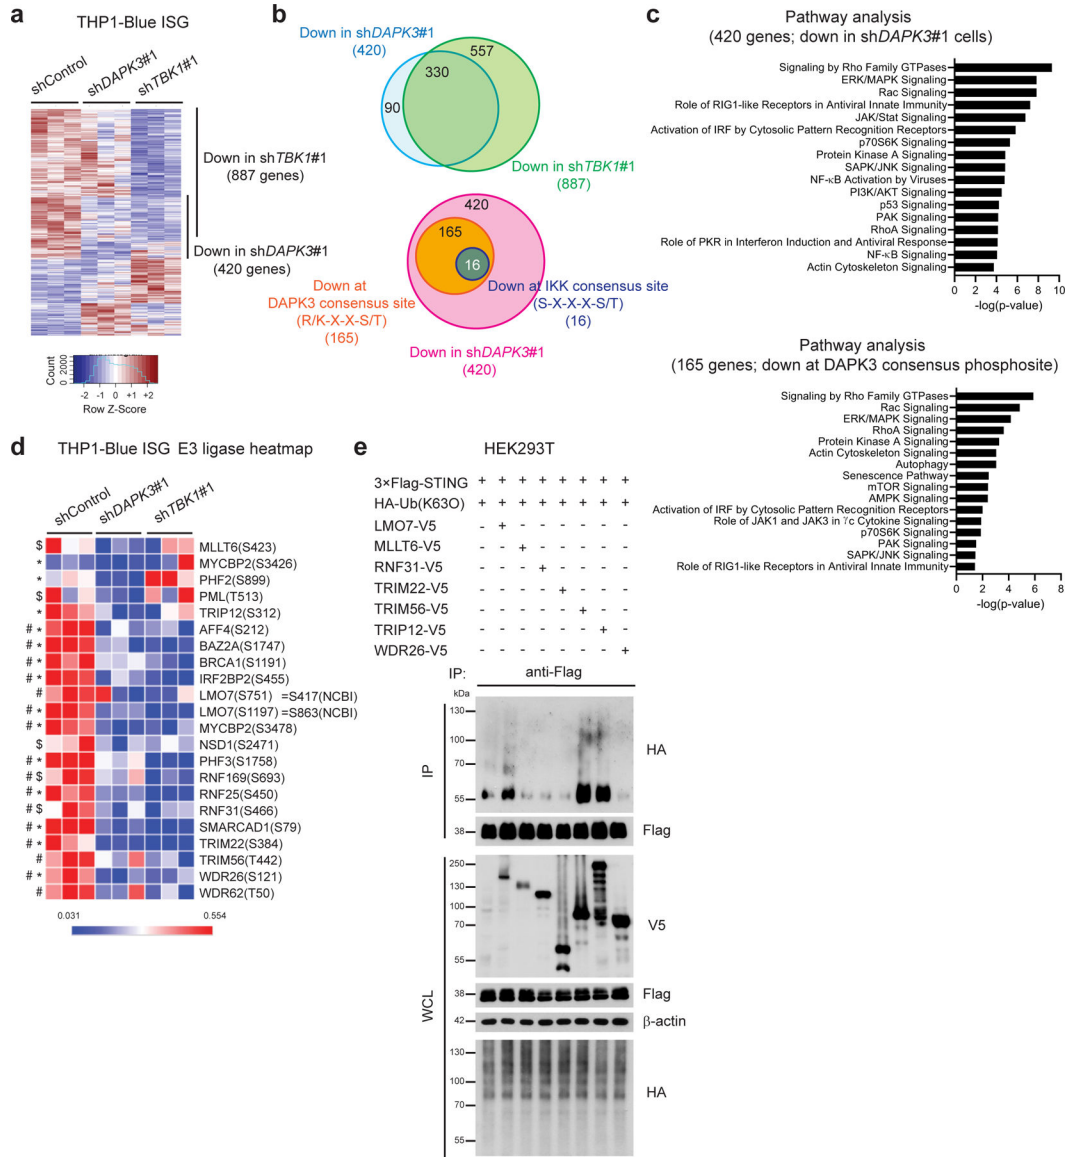 a
THP1-Blue ISG
shControl
shDAPK3#1
shTBK1#1
Down in shTBK1#1
(887 genes)
Down in shDAPK3#1
(420 genes)
Count
0 2000
-2 -1 0 +1 +2
Row Z-Score
b
Down in shDAPK3#1
(420)
557
330
90
Down in shTBK1#1
(887)
420
165
16
Down at
DAPK3 consensus site
(R/K-X-X-S/T)
(165)
Down at IKK consensus site
(S-X-X-X-S/T)
(16)
Down in shDAPK3#1
(420)
c
Pathway analysis
(420 genes; down in shDAPK3#1 cells)
Signaling by Rho Family GTPases
ERK/MAPK Signaling
Rac Signaling
Role of RIG1-like Receptors in Antiviral Innate Immunity
JAK/Stat Signaling
Activation of IRF by Cytosolic Pattern Recognition Receptors
p70S6K Signaling
Protein Kinase A Signaling
SAPK/JNK Signaling
NF-κB Activation by Viruses
PI3K/AKT Signaling
p53 Signaling
PAK Signaling
RhoA Signaling
Role of PKR in Interferon Induction and Antiviral Response
NF-κB Signaling
Actin Cytoskeleton Signaling
0 2 4 6 8 10
-log(p-value)
Pathway analysis
(165 genes; down at DAPK3 consensus phosphosite)
Signaling by Rho Family GTPases
Rac Signaling
ERK/MAPK Signaling
RhoA Signaling
Protein Kinase A Signaling
Actin Cytoskeleton Signaling
Autophagy
Senescence Pathway
mTOR Signaling
AMPK Signaling
Activation of IRF by Cytosolic Pattern Recognition Receptors
Role of JAK1 and JAK3 in γc Cytokine Signaling
p70S6K Signaling
PAK Signaling
SAPK/JNK Signaling
Role of RIG1-like Receptors in Antiviral Innate Immunity
0 2 4 6 8
-log(p-value)
d
THP1-Blue ISG E3 ligase heatmap
shControl
shDAPK3#1
shTBK1#1
$ MLLT6(S423)
* MYCBP2(S3426)
* PHF2(S899)
$ PML(T513)
* TRIP12(S312)
# * AFF4(S212)
# * BAZ2A(S1747)
# * BRCA1(S1191)
# * IRF2BP2(S455)
# LMO7(S751) =S417(NCBI)
# * LMO7(S1197) =S863(NCBI)
# * MYCBP2(S3478)
$ NSD1(S2471)
# * PHF3(S1758)
# $ RNF169(S693)
# * RNF25(S450)
# $ RNF31(S466)
# * SMARCAD1(S79)
# * TRIM22(S384)
# TRIM56(T442)
# * WDR26(S121)
# WDR62(T50)
0.031 0.554
e
HEK293T
3×Flag-STING + + + + + + + +
HA-Ub(K63O) + + + + + + + +
LMO7-V5 - + - - - - - -
MLLT6-V5 - - + - - - - -
RNF31-V5 - - - + - - - -
TRIM22-V5 - - - - + - - -
TRIM56-V5 - - - - - + - -
TRIP12-V5 - - - - - - + -
WDR26-V5 - - - - - - - +
IP: anti-Flag
kDa
130
100
70
55
HA
38
Flag
IP
250
130
100
70
55
V5
38
Flag
42
β-actin
130
100
70
55
HA
WCL